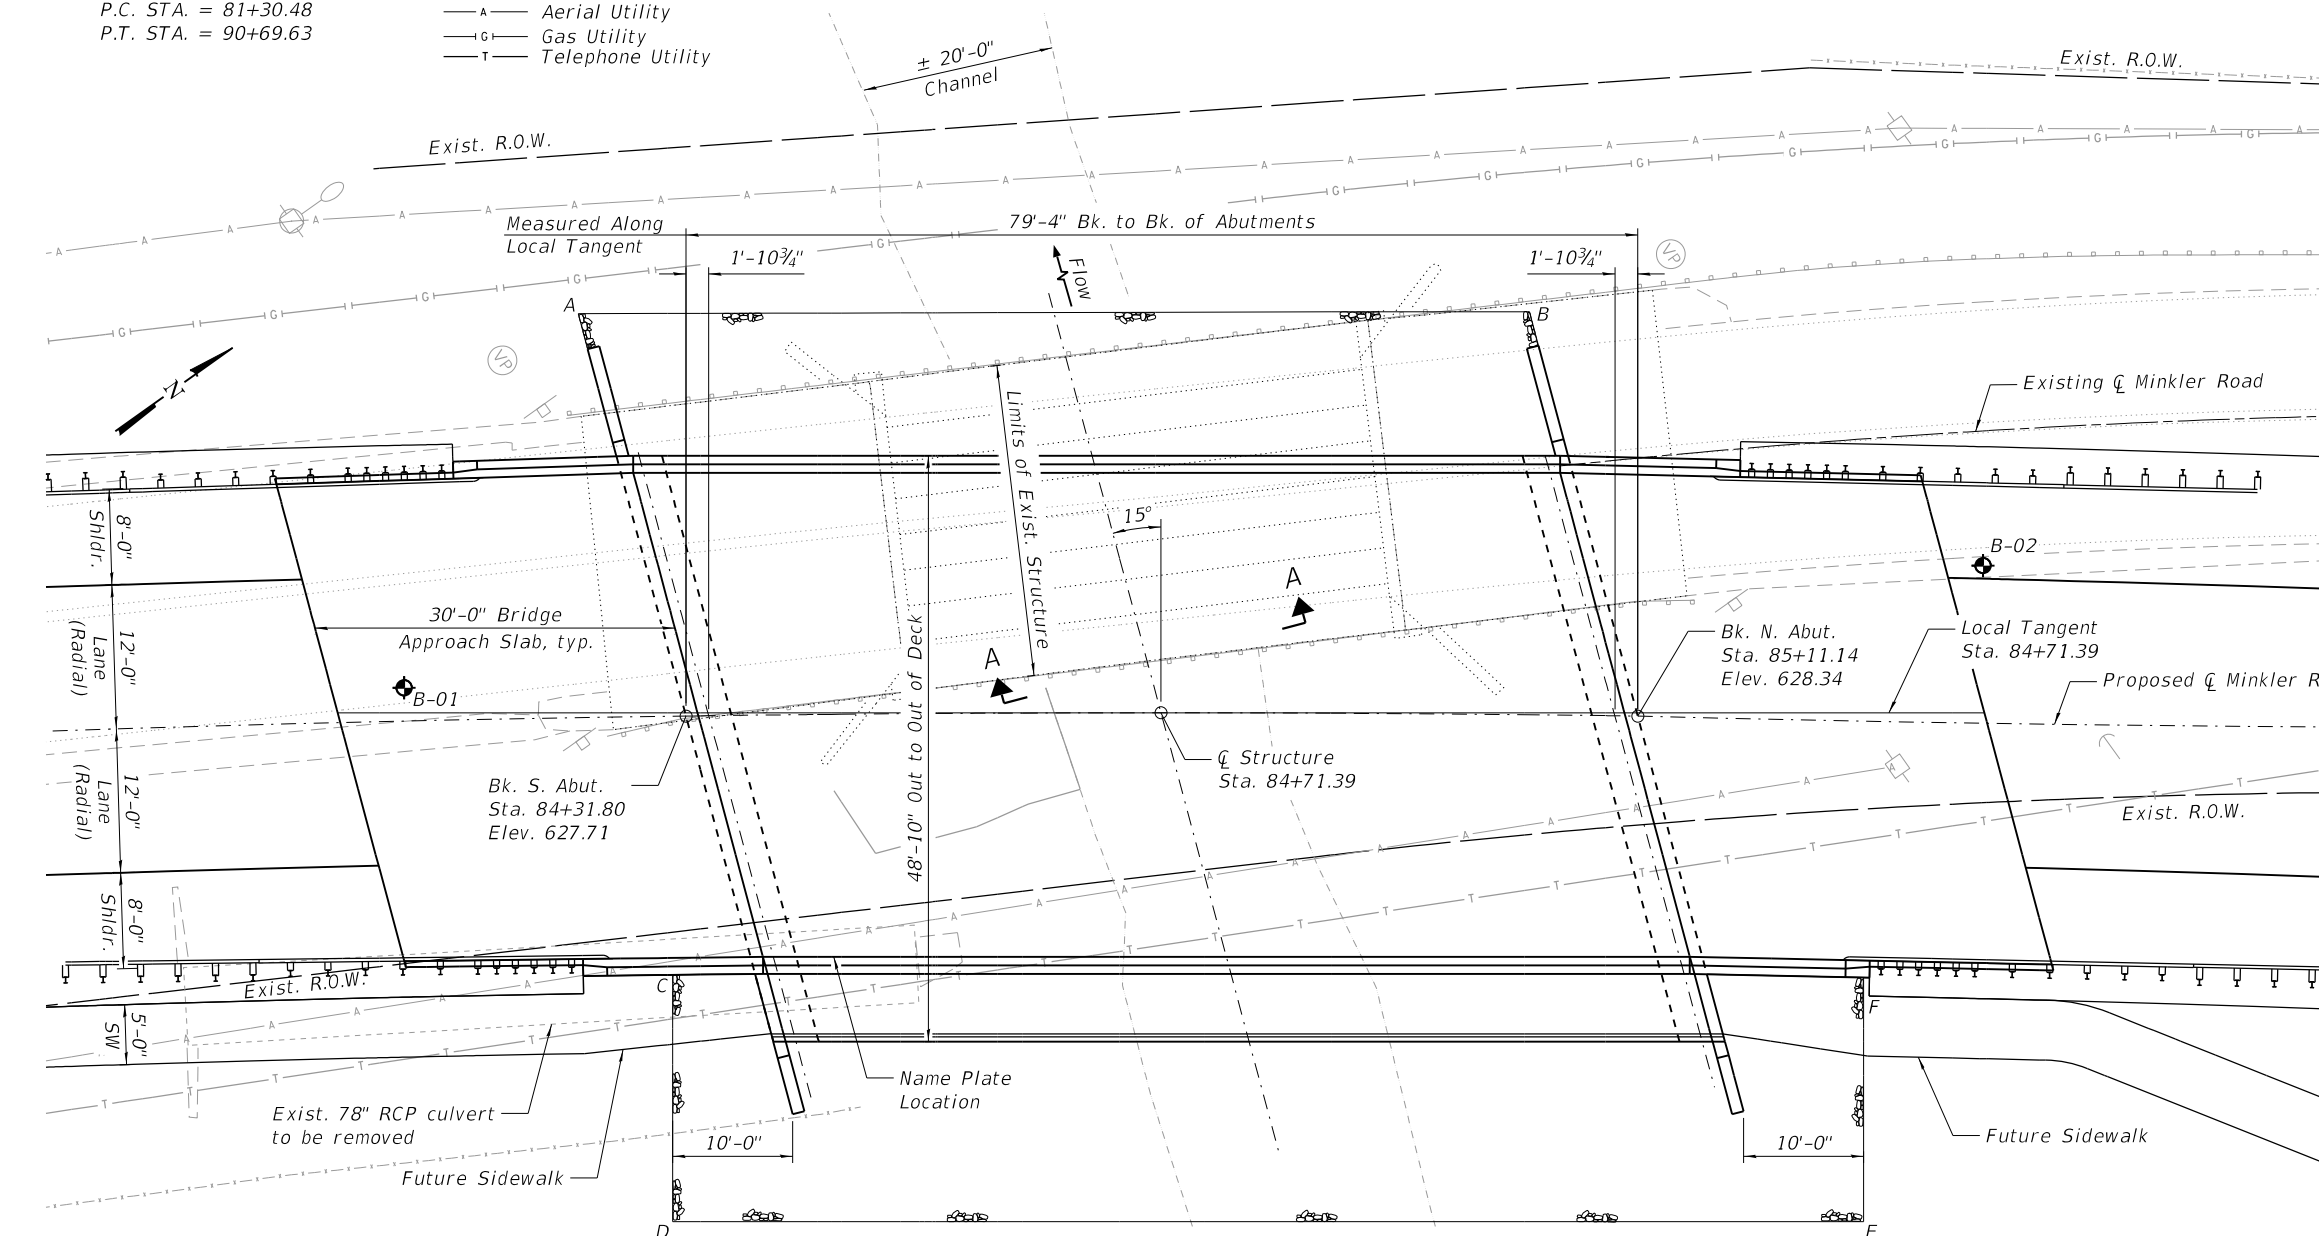 P.C. STA. = 81+30.48
P.T. STA. = 90+69.63
A Aerial Utility
G Gas Utility
T Telephone Utility
± 20'-0"
Channel
Exist. R.O.W.
Exist. R.O.W.
Measured Along
Local Tangent
79'-4" Bk. to Bk. of Abutments
1'-10¾"
1'-10¾"
Flow
VP
VP
A
B
N
Existing ℄ Minkler Road
Limits of Exist. Structure
15°
8'-0"
Shldr.
B-02
A
A
30'-0" Bridge
Approach Slab, typ.
12'-0"
Lane
(Radial)
B-01
Bk. N. Abut.
Sta. 85+11.14
Elev. 628.34
Local Tangent
Sta. 84+71.39
Proposed ℄ Minkler R
48'-10" Out to Out of Deck
℄ Structure
Sta. 84+71.39
Bk. S. Abut.
Sta. 84+31.80
Elev. 627.71
12'-0"
Lane
(Radial)
Exist. R.O.W.
8'-0"
Shldr.
Exist. R.O.W.
C
F
5'-0"
SW
Name Plate
Location
Exist. 78" RCP culvert
to be removed
Future Sidewalk
10'-0"
10'-0"
Future Sidewalk
D